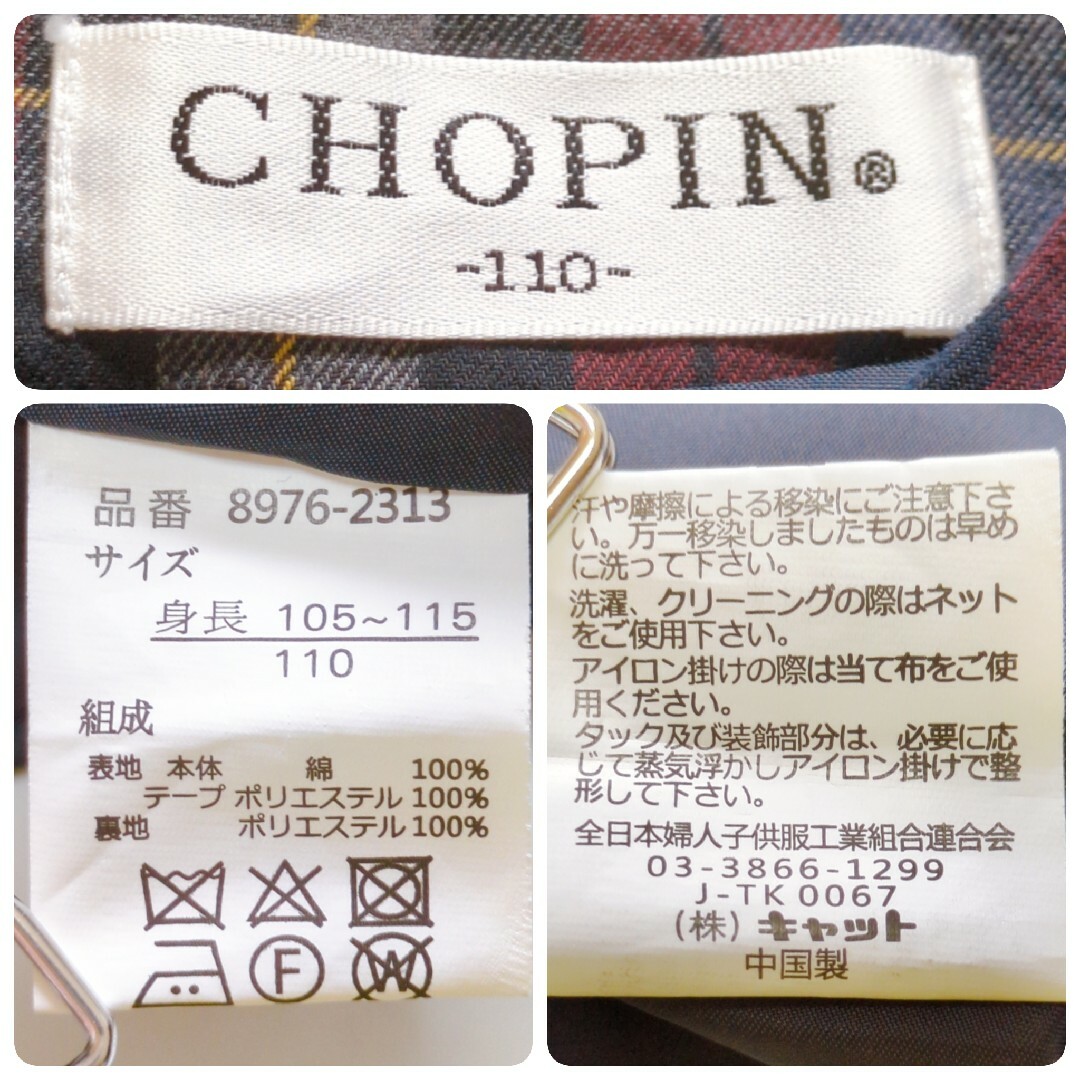 CHOPIN®
-110-
品番 8976-2313
サイズ
身長 105~115
110
組成
表地 本体 綿 100%
テープ ポリエステル 100%
裏地 ポリエステル 100%
F
W
汗や摩擦による移染にご注意下さ
い。万一移染しましたものは早め
に洗って下さい。
洗濯、クリーニングの際はネット
をご使用下さい。
アイロン掛けの際は当て布をご使
用ください。
タック及び装飾部分は、必要に応
じて蒸気浮かしアイロン掛けで整
形して下さい。
全日本婦人子供服工業組合連合会
03-3866-1299
J-TK 0067
(株) キャット
中国製